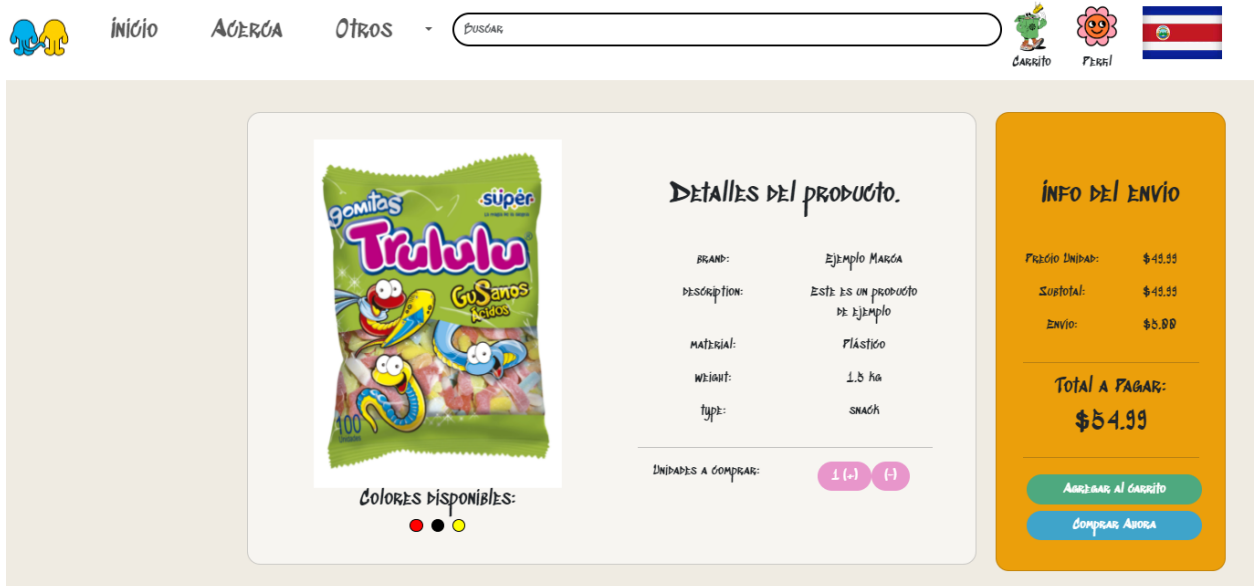 Inicio Acerca Otros
Buscar
Carrito Perfil
gomitas
süper
Trululu
Gusanos
Ácidos
100
Unidades
Colores disponibles:
Detalles del producto.
Brand: Ejemplo Marca
Description: Este es un producto
de ejemplo
Material: Plástico
Weight: 1.5 kg
Type: snack
Unidades a comprar: 1 (+) (-)
Info del envio
Precio Unidad: $49.99
Subtotal: $49.99
Envio: $5.00
Total a Pagar:
$54.99
Agregar al carrito
Comprar Ahora